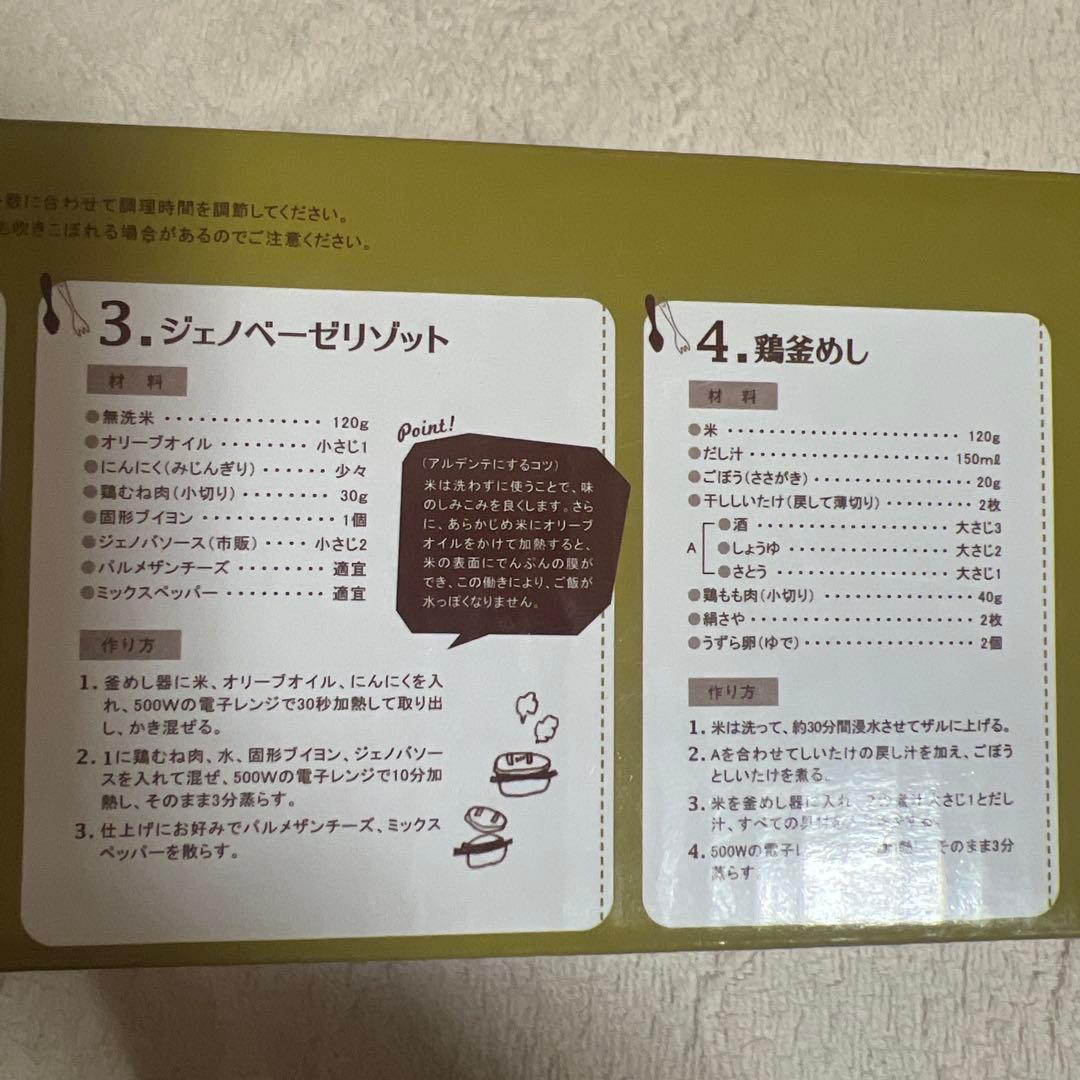 数に合わせて調理時間を調節してください。
も吹きこぼれる場合があるのでご注意ください。
3.ジェノベーゼリゾット
材 料
●無洗米 ・・・・・・・・・・・・・・ 120g
●オリーブオイル ・・・・・・・・ 小さじ1
●にんにく(みじんぎり) ・・・・・・ 少々
●鶏むね肉(小切り) ・・・・・・・・ 30g
●固形ブイヨン ・・・・・・・・・・・・ 1個
●ジェノバソース(市販) ・・・・ 小さじ2
●パルメザンチーズ ・・・・・・・・ 適宜
●ミックスペッパー ・・・・・・・・・ 適宜
Point!
(アルデンテにするコツ)
米は洗わずに使うことで、味
のしみこみを良くします。さら
に、あらかじめ米にオリーブ
オイルをかけて加熱すると、
米の表面にでんぷんの膜が
でき、この働きにより、ご飯が
水っぽくなりません。
作り方
1. 釜めし器に米、オリーブオイル、にんにくを入
れ、500Wの電子レンジで30秒加熱して取り出
し、かき混ぜる。
2. 1に鶏むね肉、水、固形ブイヨン、ジェノバソー
スを入れて混ぜ、500Wの電子レンジで10分加
熱し、そのまま3分蒸らす。
3. 仕上げにお好みでパルメザンチーズ、ミックス
ペッパーを散らす。
4.鶏釜めし
材 料
●米 ・・・・・・・・・・・・・・・・・・・・ 120g
●だし汁 ・・・・・・・・・・・・・・・・・ 150mℓ
●ごぼう(ささがき) ・・・・・・・・・・・・ 20g
●干ししいたけ(戻して薄切り) ・・・・・・ 2枚
A
●酒 ・・・・・・・・・・・・・・・・・ 大さじ3
●しょうゆ ・・・・・・・・・・・・・・ 大さじ2
●さとう ・・・・・・・・・・・・・・・ 大さじ1
●鶏もも肉(小切り) ・・・・・・・・・・・・ 40g
●絹さや ・・・・・・・・・・・・・・・・・・ 2枚
●うずら卵(ゆで) ・・・・・・・・・・・・・ 2個
作り方
1. 米は洗って、約30分間浸水させてザルに上げる。
2. Aを合わせてしいたけの戻し汁を加え、ごぼう
としいたけを煮る。
3. 米を釜めし器に入れ、 煮汁大さじ1とだし
汁、すべての具材を
4. 500Wの電子レ 加熱 そのまま3分
蒸らす。